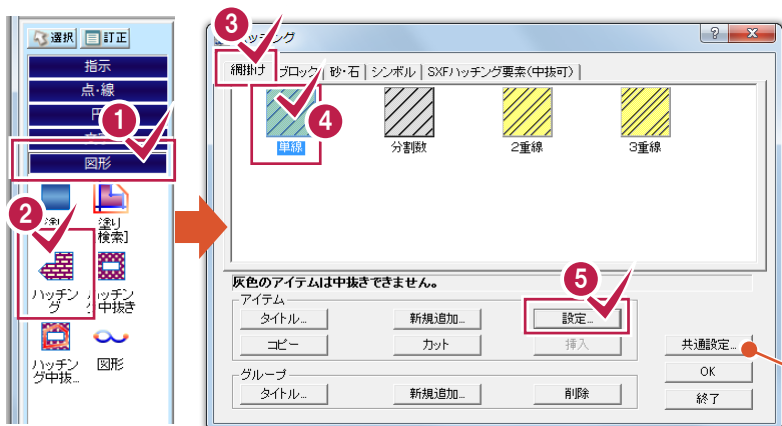 選択 訂正
指示
点・線
円
文
図形
1
2
塗り
塗り
[検索]
ハッチン
グ
ハッチン
グ中抜き
ハッチン
グ中抜...
図形
3
ハッチング
網掛け ブロック 砂・石 シンボル SXFハッチング要素(中抜可)
4
単線 分割数 2重線 3重線
灰色のアイテムは中抜きできません。
5
アイテム
タイトル... 新規追加... 設定...
コピー カット 挿入
共通設定...
OK
グループ
タイトル... 新規追加... 削除
終了